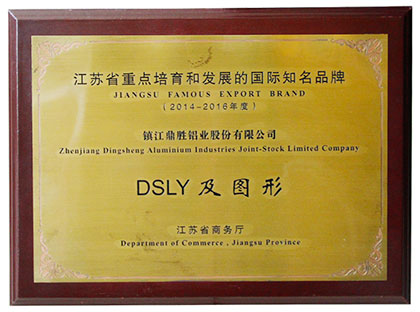 江苏省重点培育和发展的国际知名品牌
JIANGSU FAMOUS EXPORT BRAND
(2014-2016年度)
镇江鼎胜铝业股份有限公司
Zhenjiang Dingsheng Aluminium Industries Joint-Stock Limited Company
DSLY 及图形
江苏省商务厅
Department of Commerce , Jiangsu Province